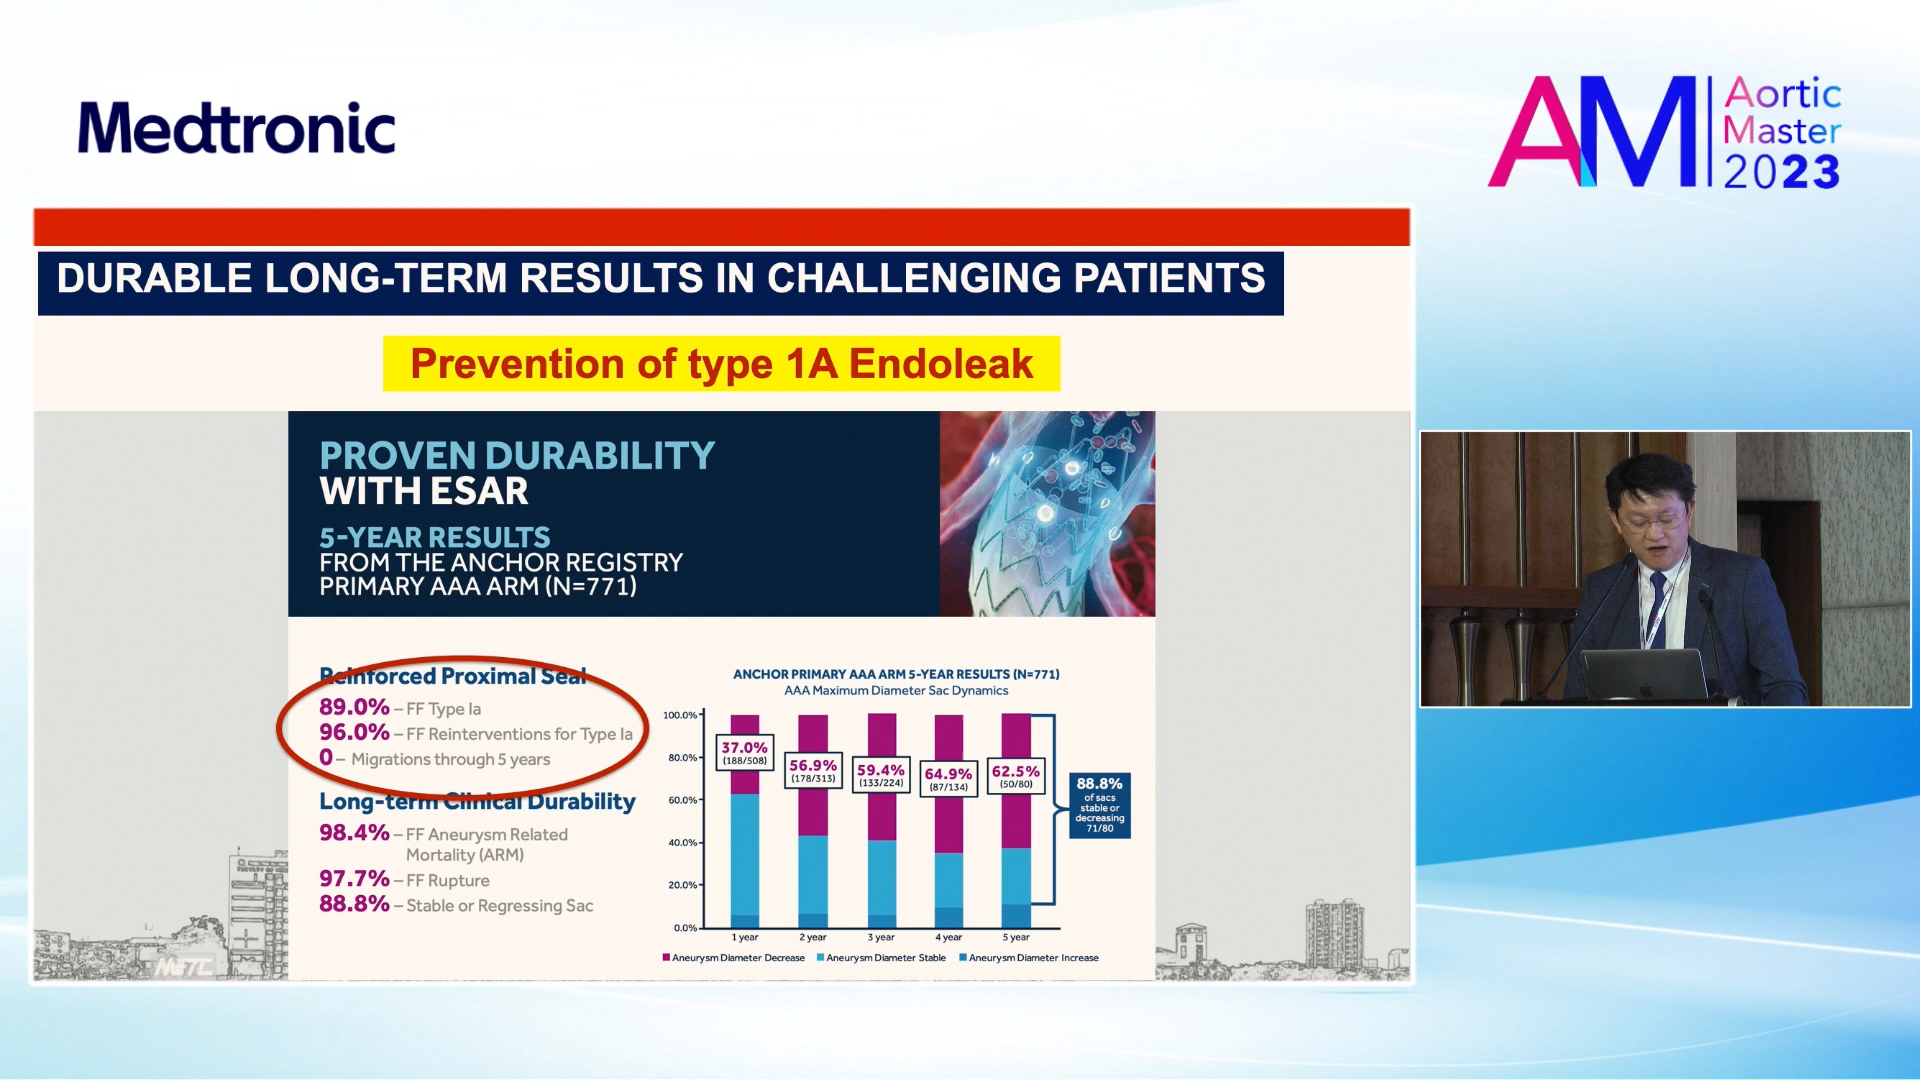 Medtronic
AM
Aortic
Master
2023
DURABLE LONG-TERM RESULTS IN CHALLENGING PATIENTS
Prevention of type 1A Endoleak
PROVEN DURABILITY
WITH ESAR
5-YEAR RESULTS
FROM THE ANCHOR REGISTRY
PRIMARY AAA ARM (N=771)
Reinforced Proximal Seal
89.0% – FF Type Ia
96.0% – FF Reinterventions for Type Ia
0 – Migrations through 5 years
Long-term Clinical Durability
98.4% – FF Aneurysm Related
Mortality (ARM)
97.7% – FF Rupture
88.8% – Stable or Regressing Sac
ANCHOR PRIMARY AAA ARM 5-YEAR RESULTS (N=771)
AAA Maximum Diameter Sac Dynamics
100.0%
80.0%
60.0%
40.0%
20.0%
0.0%
37.0%
(188/508)
56.9%
(178/313)
59.4%
(133/224)
64.9%
(87/134)
62.5%
(50/80)
88.8%
of sacs
stable or
decreasing
71/80
1 year 2 year 3 year 4 year 5 year
Aneurysm Diameter Decrease Aneurysm Diameter Stable Aneurysm Diameter Increase